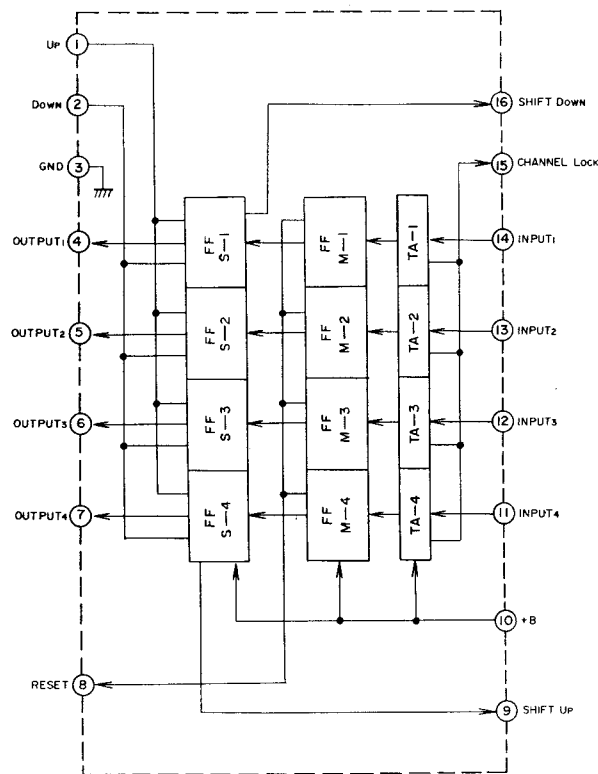 UP 1
DOWN 2
16 SHIFT DOWN
GND 3
15 CHANNEL LOCK
OUTPUT1 4
FF S-1
FF M-1
TA-1
14 INPUT1
OUTPUT2 5
FF S-2
FF M-2
TA-2
13 INPUT2
OUTPUT3 6
FF S-3
FF M-3
TA-3
12 INPUT3
OUTPUT4 7
FF S-4
FF M-4
TA-4
11 INPUT4
10 +B
RESET 8
9 SHIFT UP